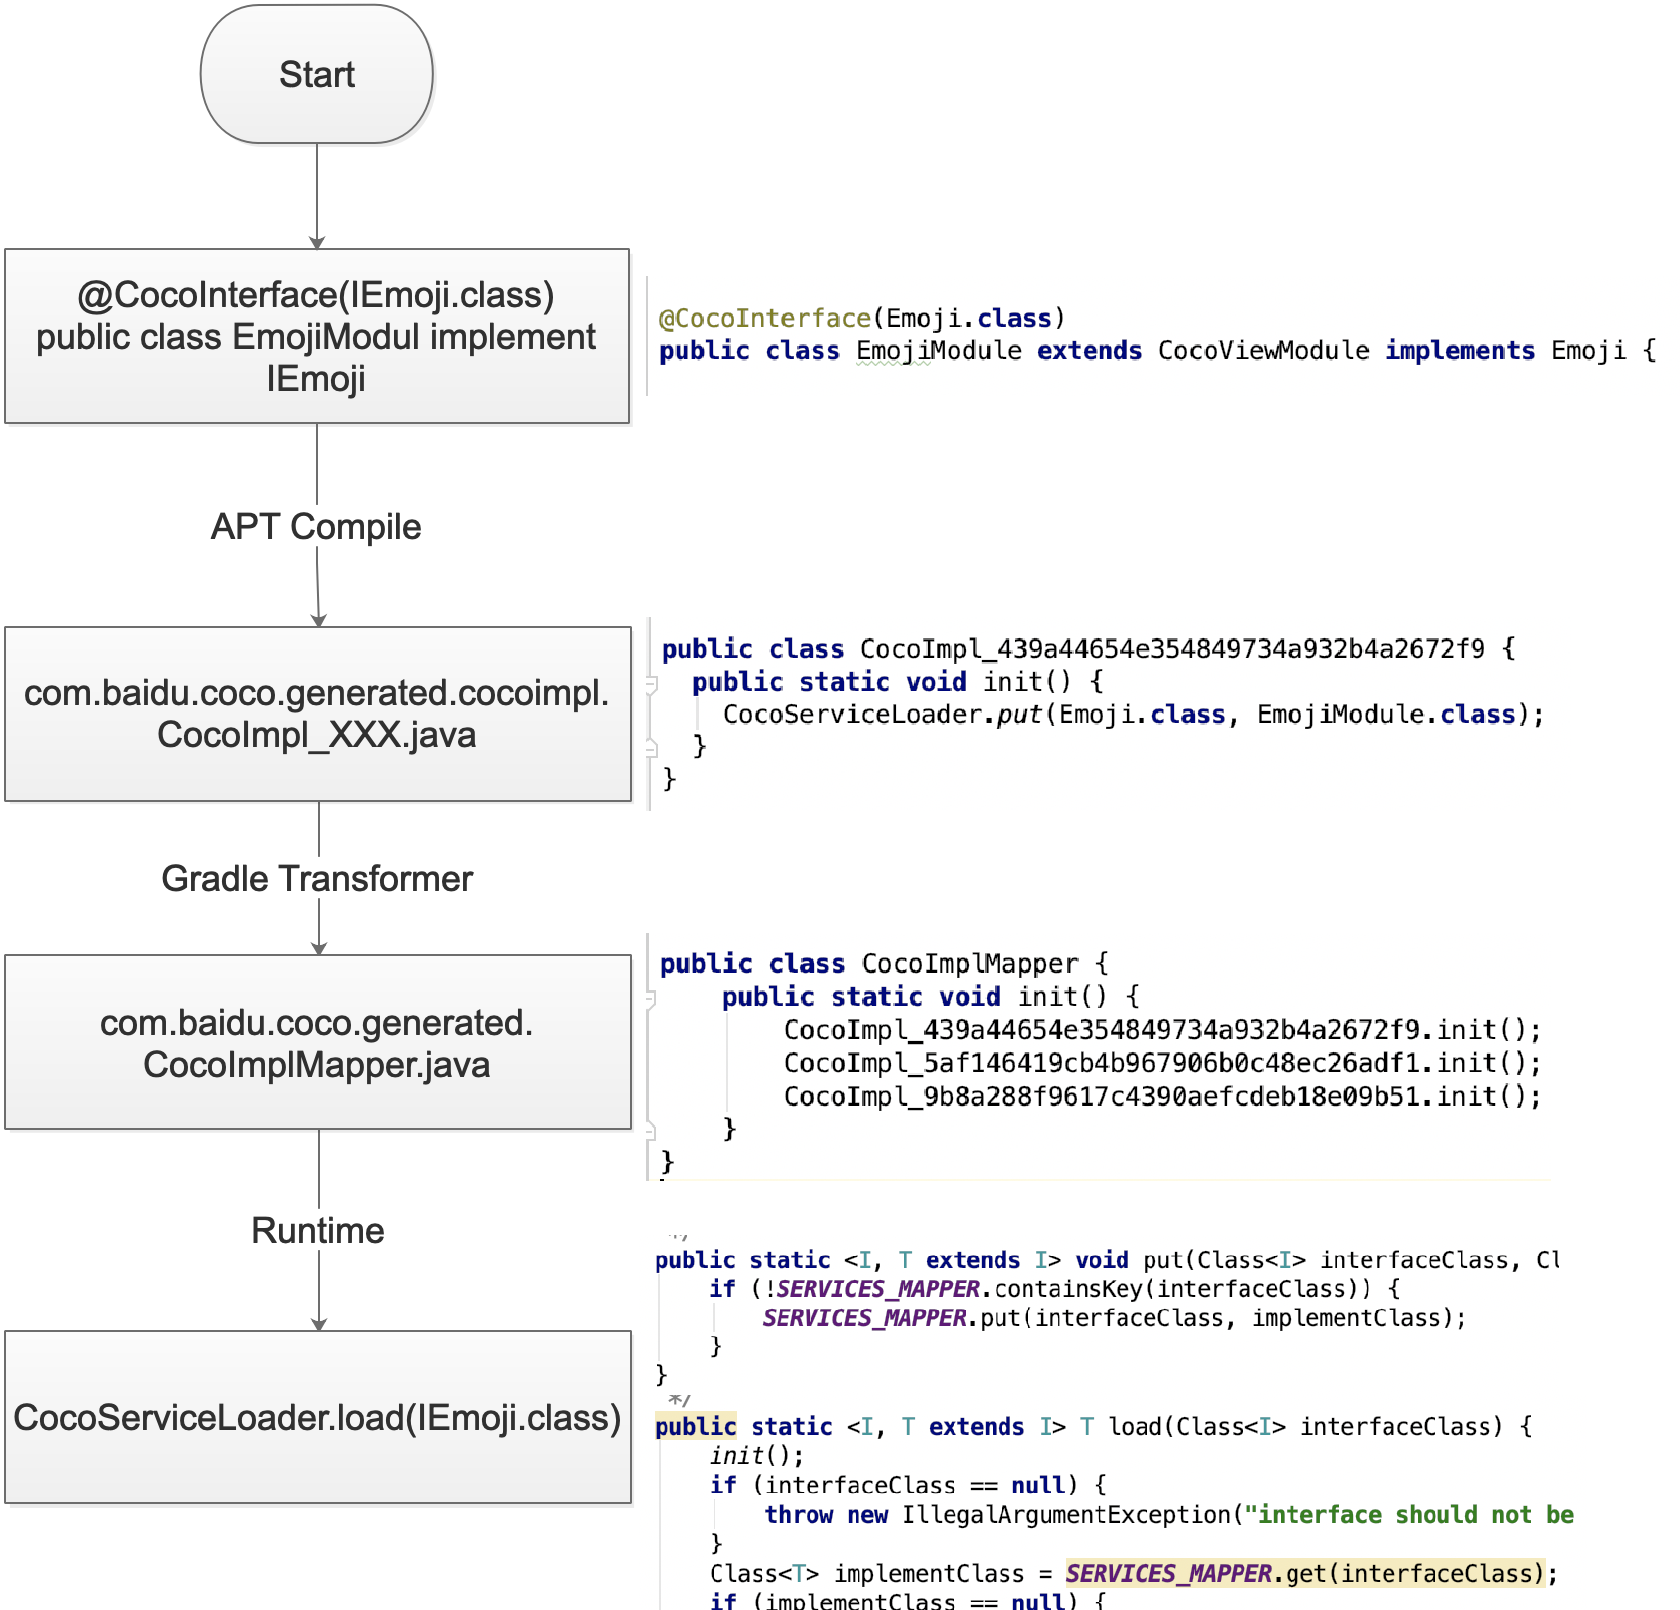 Start
@CocoInterface(IEmoji.class)
public class EmojiModul implement
IEmoji
@CocoInterface(Emoji.class)
public class EmojiModule extends CocoViewModule implements Emoji {
APT Compile
com.baidu.coco.generated.cocoimpl.
CocoImpl_XXX.java
public class CocoImpl_439a44654e354849734a932b4a2672f9 {
public static void init() {
CocoServiceLoader.put(Emoji.class, EmojiModule.class);
}
}
Gradle Transformer
com.baidu.coco.generated.
CocoImplMapper.java
public class CocoImplMapper {
public static void init() {
CocoImpl_439a44654e354849734a932b4a2672f9.init();
CocoImpl_5af146419cb4b967906b0c48ec26adf1.init();
CocoImpl_9b8a288f9617c4390aefcdeb18e09b51.init();
}
}
Runtime
CocoServiceLoader.load(IEmoji.class)
*/
public static <I, T extends I> void put(Class<I> interfaceClass, Cl
if (!SERVICES_MAPPER.containsKey(interfaceClass)) {
SERVICES_MAPPER.put(interfaceClass, implementClass);
}
}
*/
public static <I, T extends I> T load(Class<I> interfaceClass) {
init();
if (interfaceClass == null) {
throw new IllegalArgumentException("interface should not be
}
Class<T> implementClass = SERVICES_MAPPER.get(interfaceClass);
if (implementClass == null) {